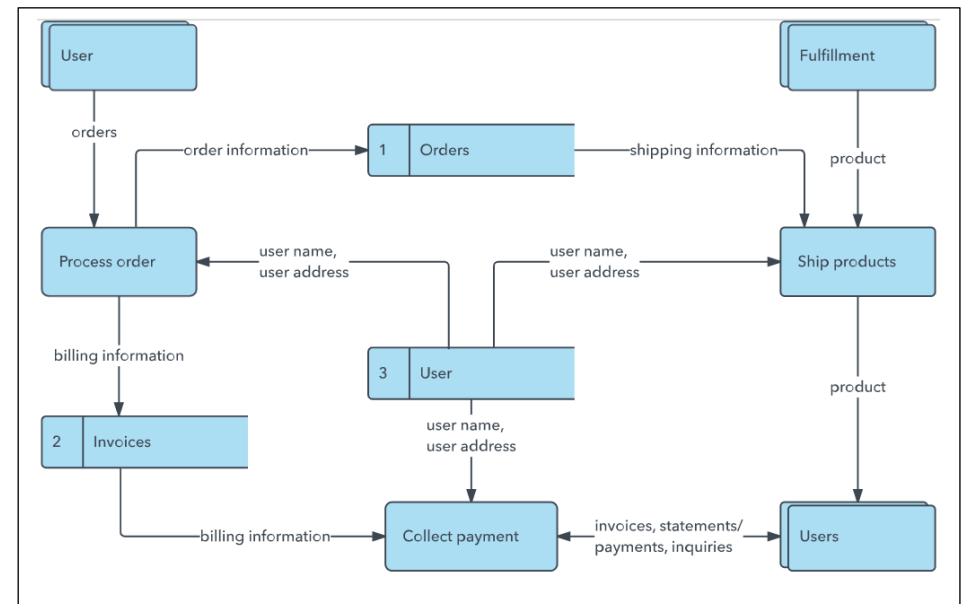 User
Fulfillment
orders
order information
1 Orders
shipping information
product
Process order
user name,
user address
user name,
user address
Ship products
billing information
3 User
product
user name,
user address
2 Invoices
billing information
Collect payment
invoices, statements/
payments, inquiries
Users